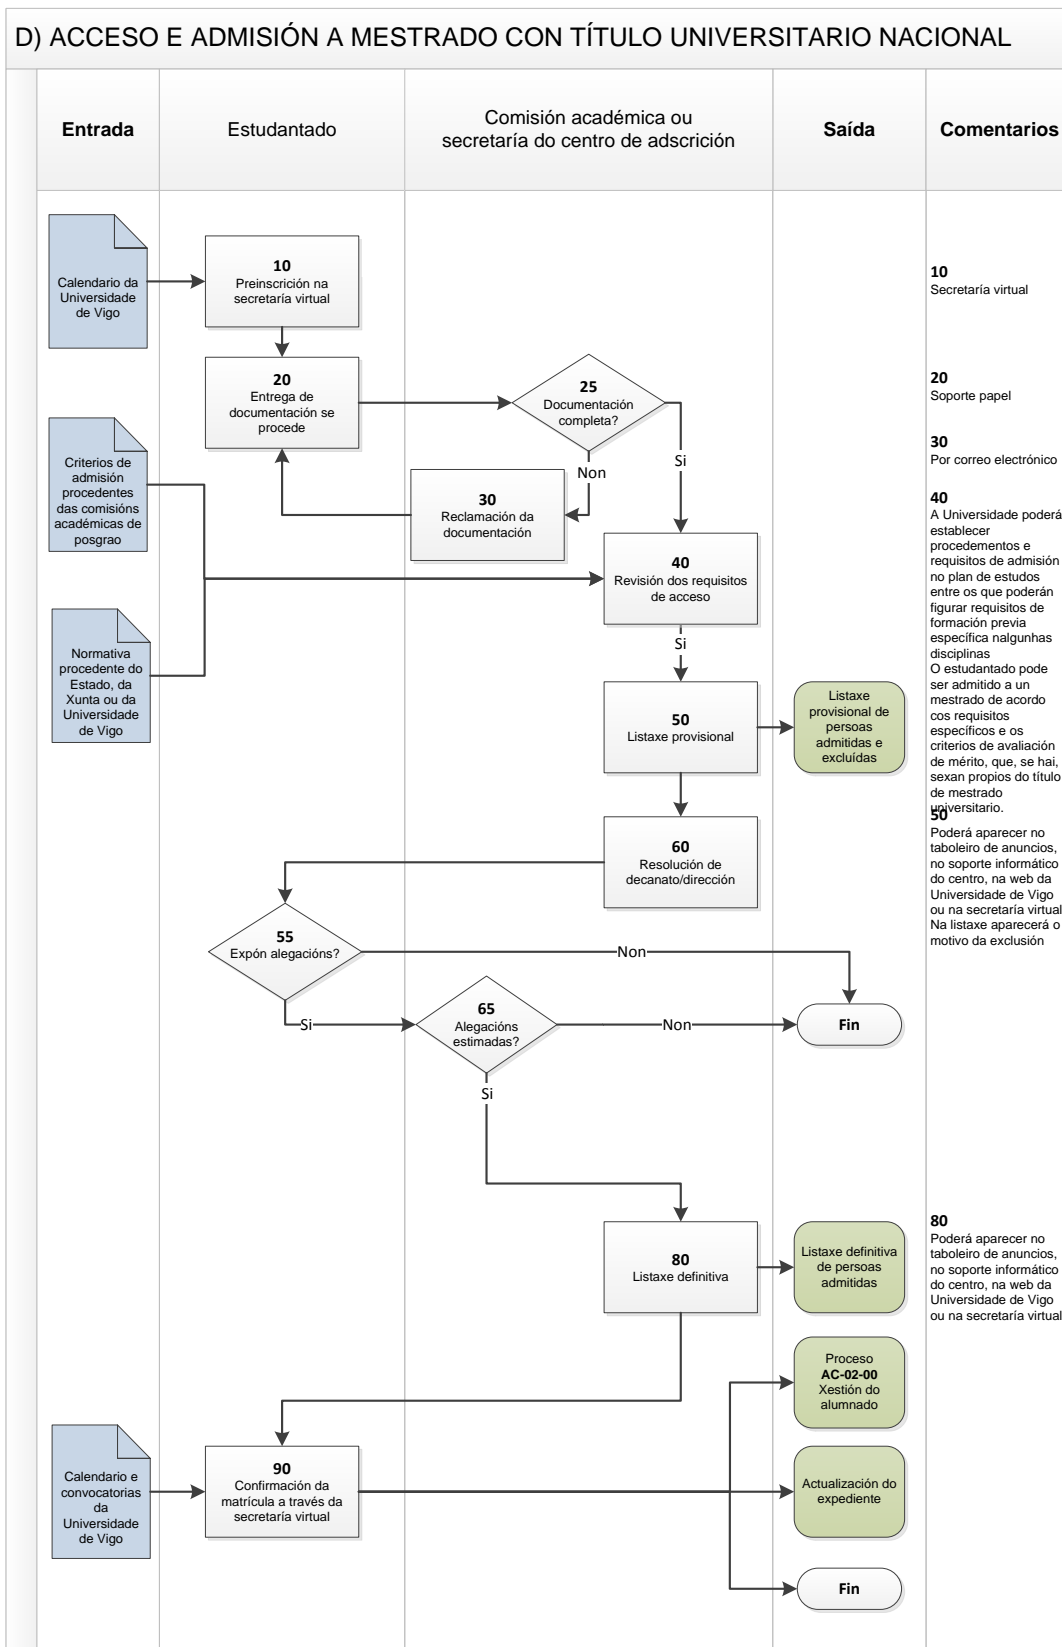 D) ACCESO E ADMISIÓN A MESTRADO CON TÍTULO UNIVERSITARIO NACIONAL
Entrada
Estudantado
Comisión académica ou
secretaría do centro de adscrición
Saída
Comentarios
Calendario da
Universidade
de Vigo
10
Preinscrición na
secretaría virtual
10
Secretaría virtual
20
Entrega de
documentación se
procede
25
Documentación
completa?
20
Soporte papel
Si
Non
30
Por correo electrónico
Criterios de
admisión
procedentes
das comisións
académicas de
posgrao
30
Reclamación da
documentación
40
Revisión dos requisitos
de acceso
Si
40
A Universidade poderá
establecer
procedementos e
requisitos de admisión
no plan de estudos
entre os que poderán
figurar requisitos de
formación previa
específica nalgunhas
disciplinas
O estudantado pode
ser admitido a un
mestrado de acordo
cos requisitos
específicos e os
criterios de avaliación
de mérito, que, se hai,
sexan propios do título
de mestrado
universitario.
Normativa
procedente do
Estado, da
Xunta ou da
Universidade
de Vigo
50
Listaxe provisional
Listaxe
provisional de
persoas
admitidas e
excluídas
50
Poderá aparecer no
taboleiro de anuncios,
no soporte informático
do centro, na web da
Universidade de Vigo
ou na secretaría virtual
Na listaxe aparecerá o
motivo da exclusión
60
Resolución de
decanato/dirección
55
Expón alegacións?
Non
Si
65
Alegacións
estimadas?
Non
Fin
Si
80
Listaxe definitiva
Listaxe definitiva
de persoas
admitidas
80
Poderá aparecer no
taboleiro de anuncios,
no soporte informático
do centro, na web da
Universidade de Vigo
ou na secretaría virtual
Proceso
AC-02-00
Xestión do
alumnado
Calendario e
convocatorias
da
Universidade
de Vigo
90
Confirmación da
matrícula a través da
secretaría virtual
Actualización do
expediente
Fin